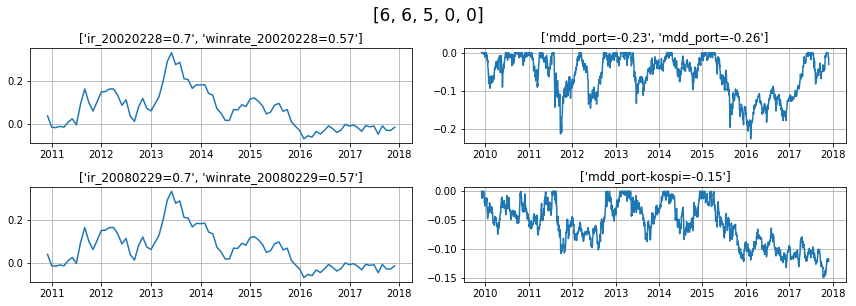 [6, 6, 5, 0, 0]
['ir_20020228=0.7', 'winrate_20020228=0.57']
0.2
0.0
2011 2012 2013 2014 2015 2016 2017 2018
['mdd_port=-0.23', 'mdd_port=-0.26']
0.0
−0.1
−0.2
2010 2011 2012 2013 2014 2015 2016 2017 2018
['ir_20080229=0.7', 'winrate_20080229=0.57']
0.2
0.0
2011 2012 2013 2014 2015 2016 2017 2018
['mdd_port-kospi=-0.15']
0.00
−0.05
−0.10
−0.15
2010 2011 2012 2013 2014 2015 2016 2017 2018